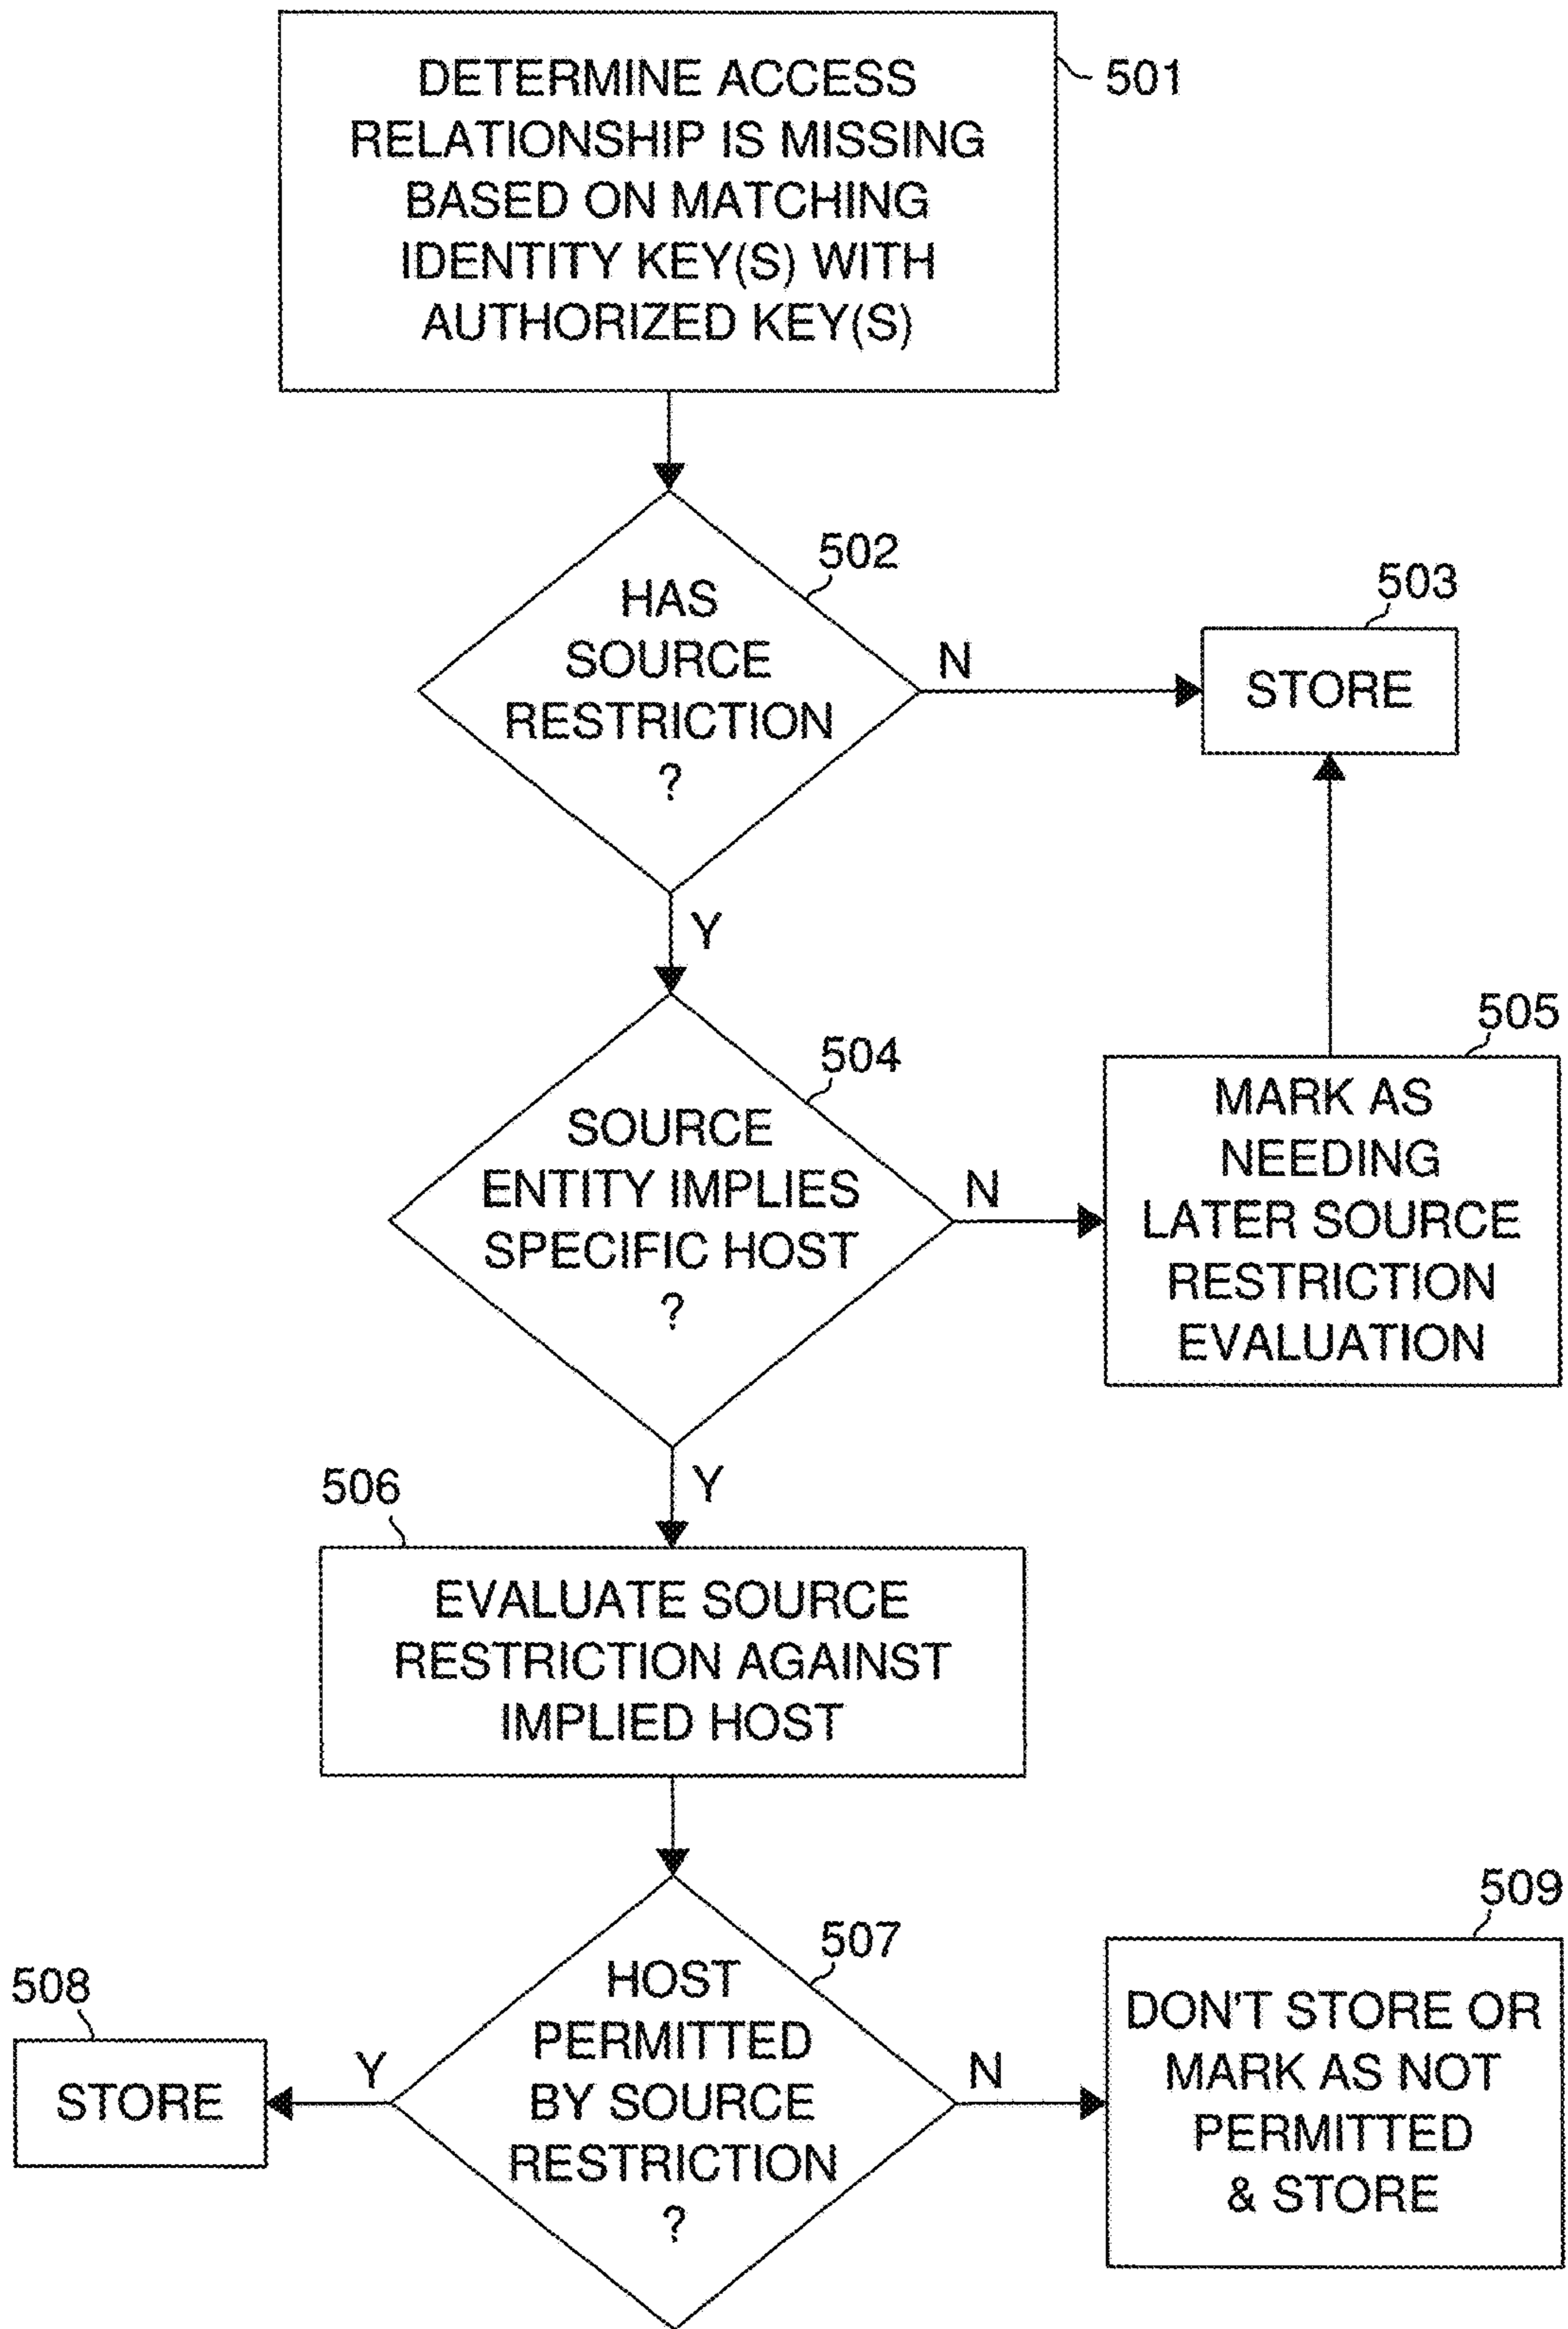 DETERMINE ACCESS
RELATIONSHIP IS MISSING
BASED ON MATCHING
IDENTITY KEY(S) WITH
AUTHORIZED KEY(S)
501
HAS
SOURCE
RESTRICTION
?
502
N
503
STORE
Y
SOURCE
ENTITY IMPLIES
SPECIFIC HOST
?
504
N
505
MARK AS
NEEDING
LATER SOURCE
RESTRICTION
EVALUATION
Y
506
EVALUATE SOURCE
RESTRICTION AGAINST
IMPLIED HOST
HOST
PERMITTED
BY SOURCE
RESTRICTION
?
507
Y
508
STORE
N
509
DON'T STORE OR
MARK AS NOT
PERMITTED
& STORE